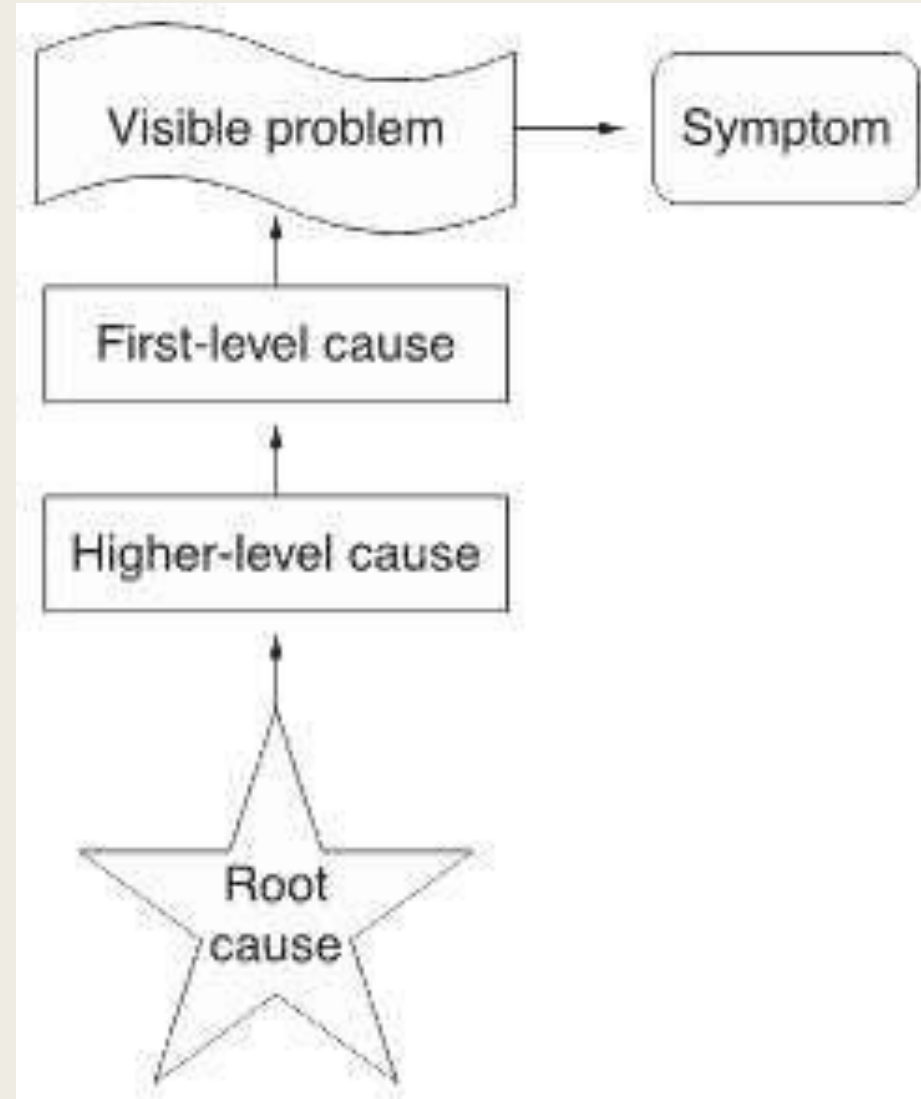 Visible problem
Symptom
First-level cause
Higher-level cause
Root
cause